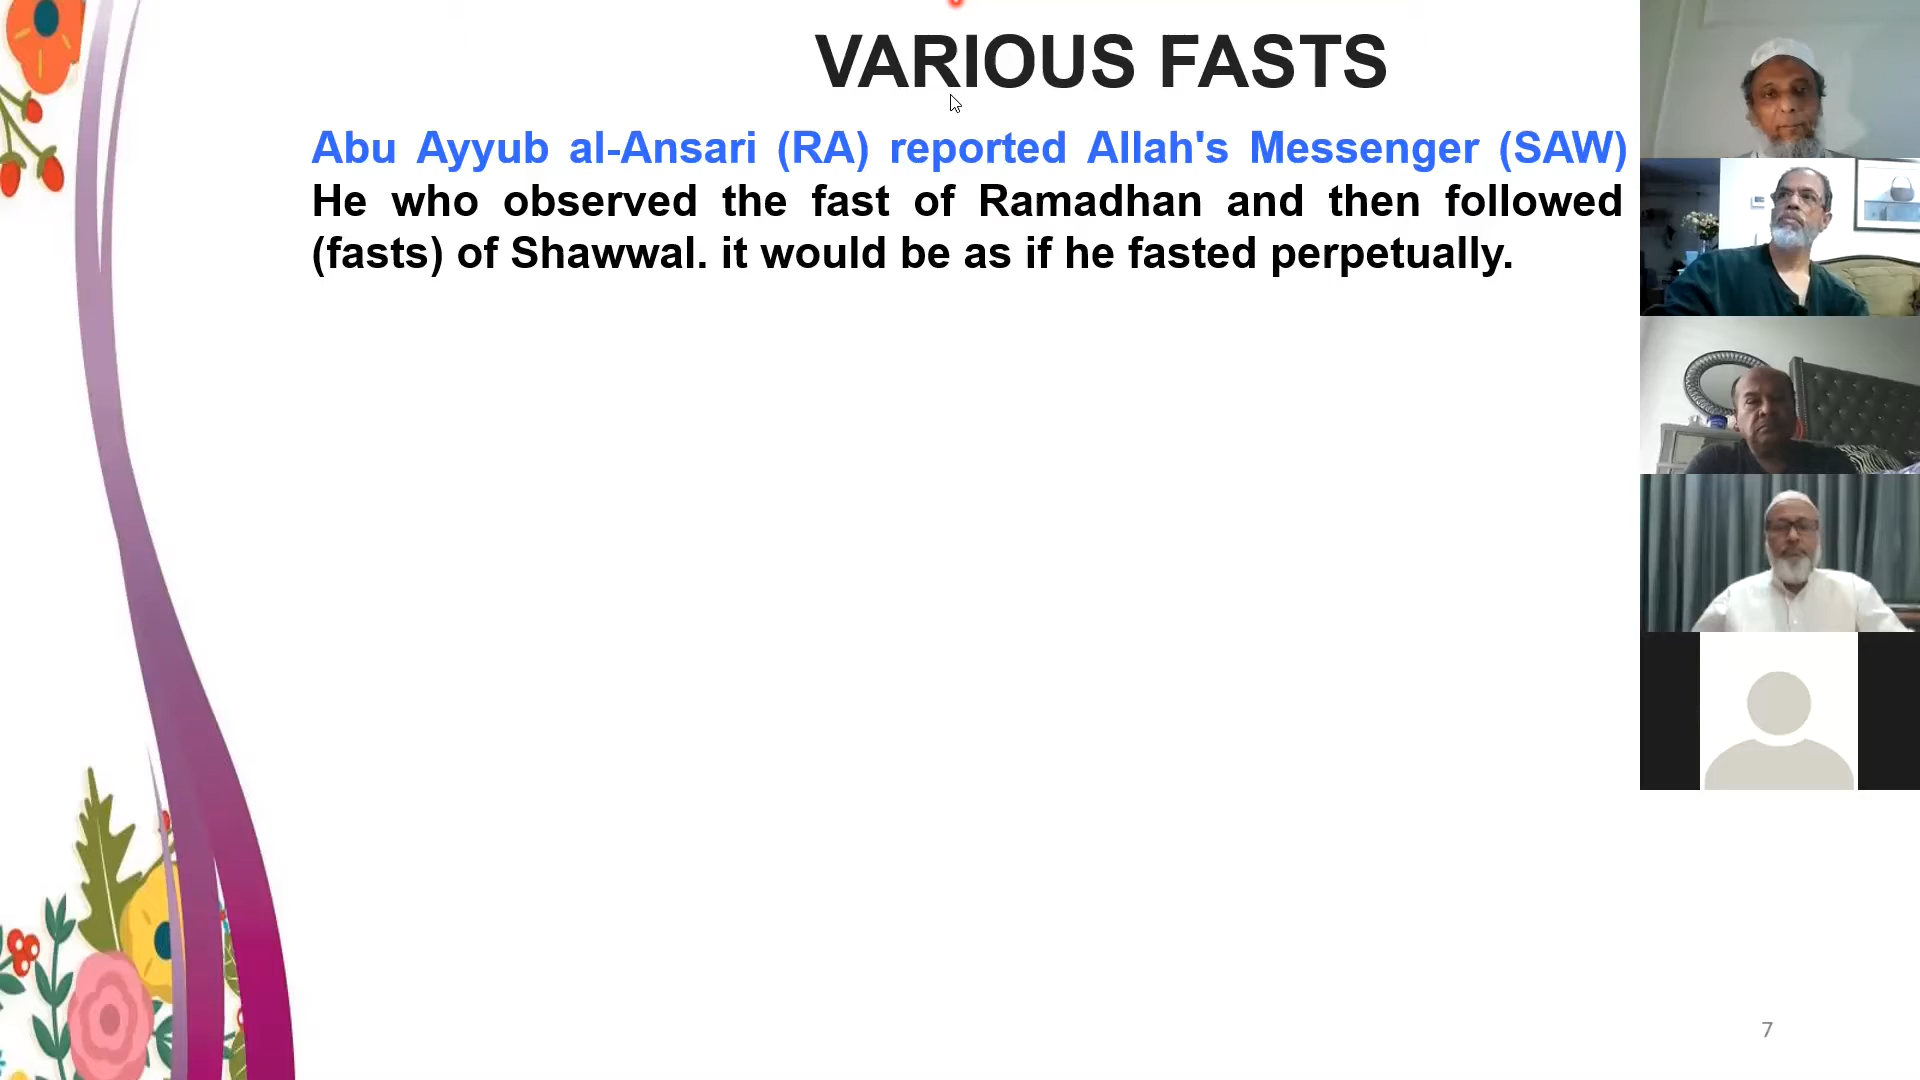 VARIOUS FASTS
Abu Ayyub al-Ansari (RA) reported Allah's Messenger (SAW)
He who observed the fast of Ramadhan and then followed
(fasts) of Shawwal. it would be as if he fasted perpetually.
7